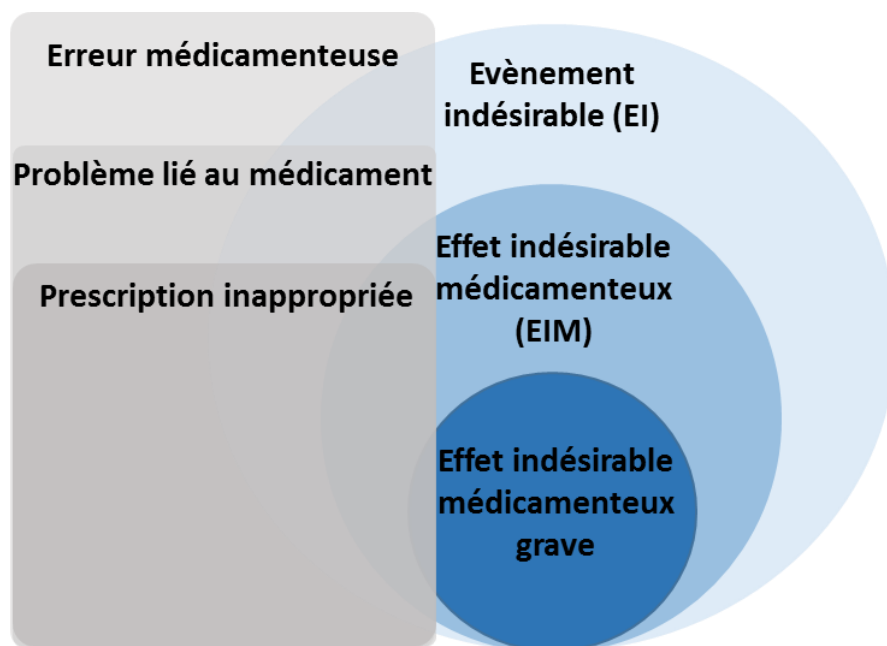 Erreur médicamenteuse
Problème lié au médicament
Prescription inappropriée
Evènement
indésirable (EI)
Effet indésirable
médicamenteux
(EIM)
Effet indésirable
médicamenteux
grave